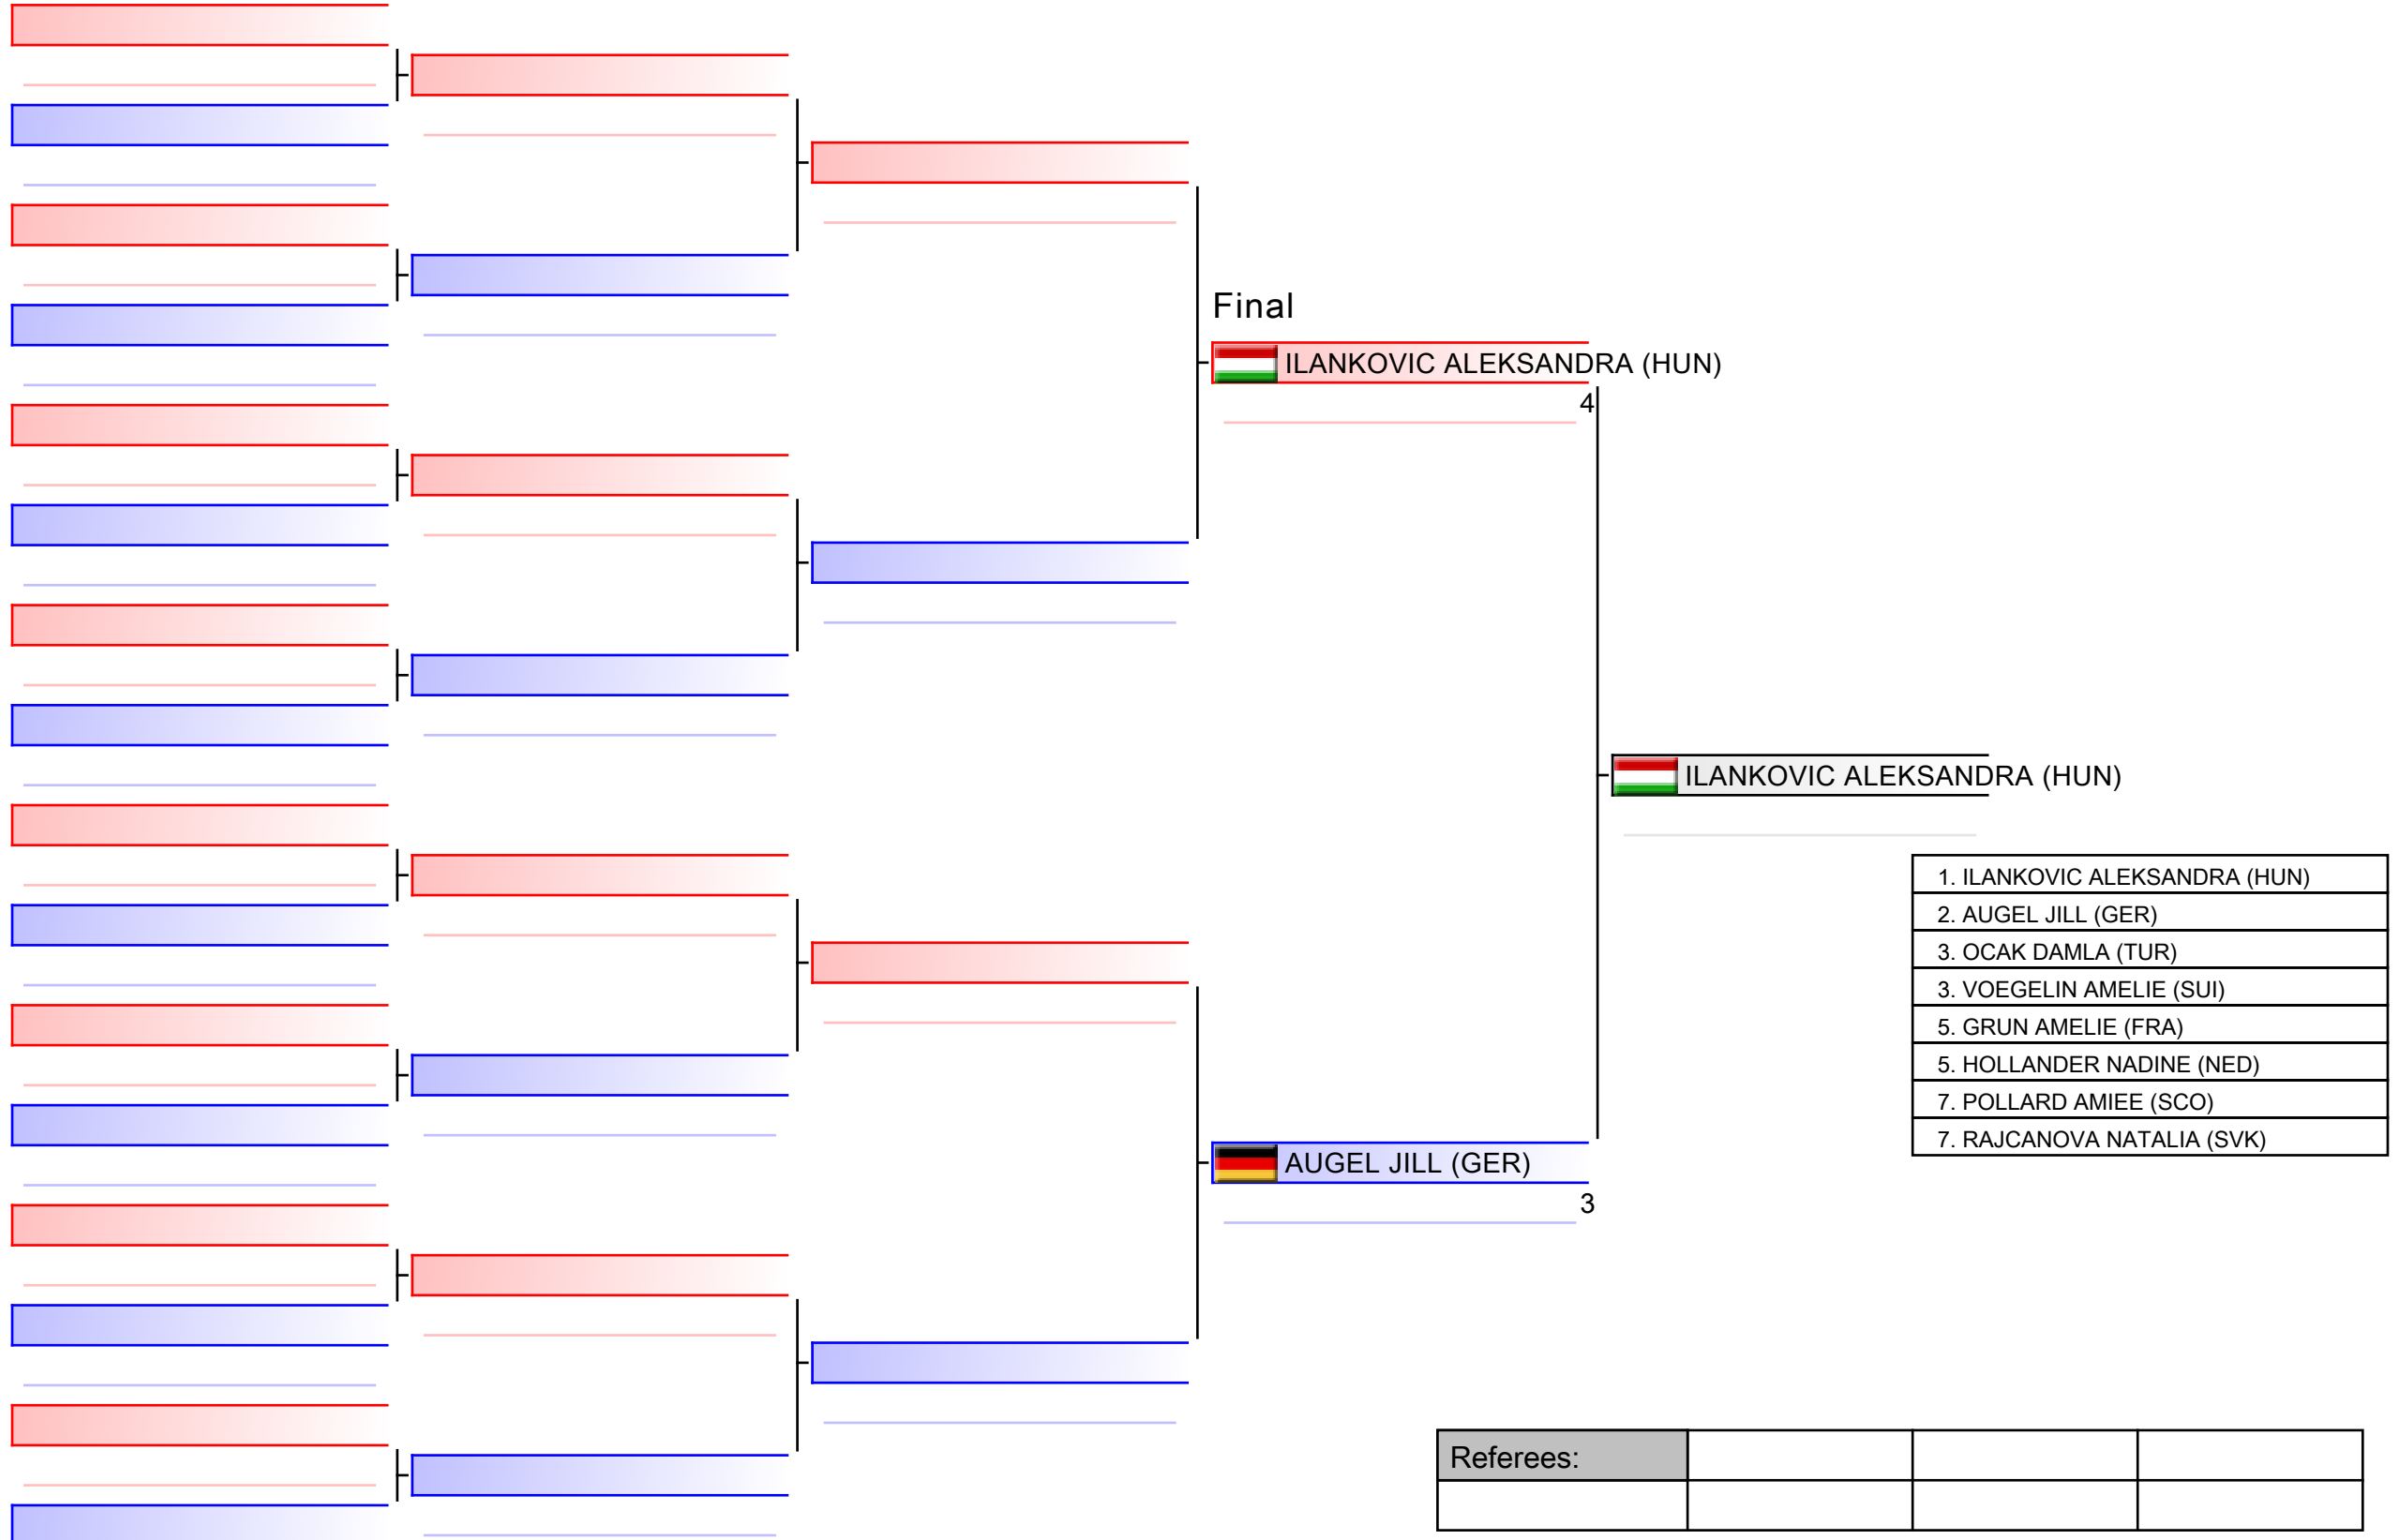 Final
ILANKOVIC ALEKSANDRA (HUN)
4
ILANKOVIC ALEKSANDRA (HUN)
1. ILANKOVIC ALEKSANDRA (HUN)
2. AUGEL JILL (GER)
3. OCAK DAMLA (TUR)
3. VOEGELIN AMELIE (SUI)
5. GRUN AMELIE (FRA)
5. HOLLANDER NADINE (NED)
7. POLLARD AMIEE (SCO)
7. RAJCANOVA NATALIA (SVK)
AUGEL JILL (GER)
3
Referees: